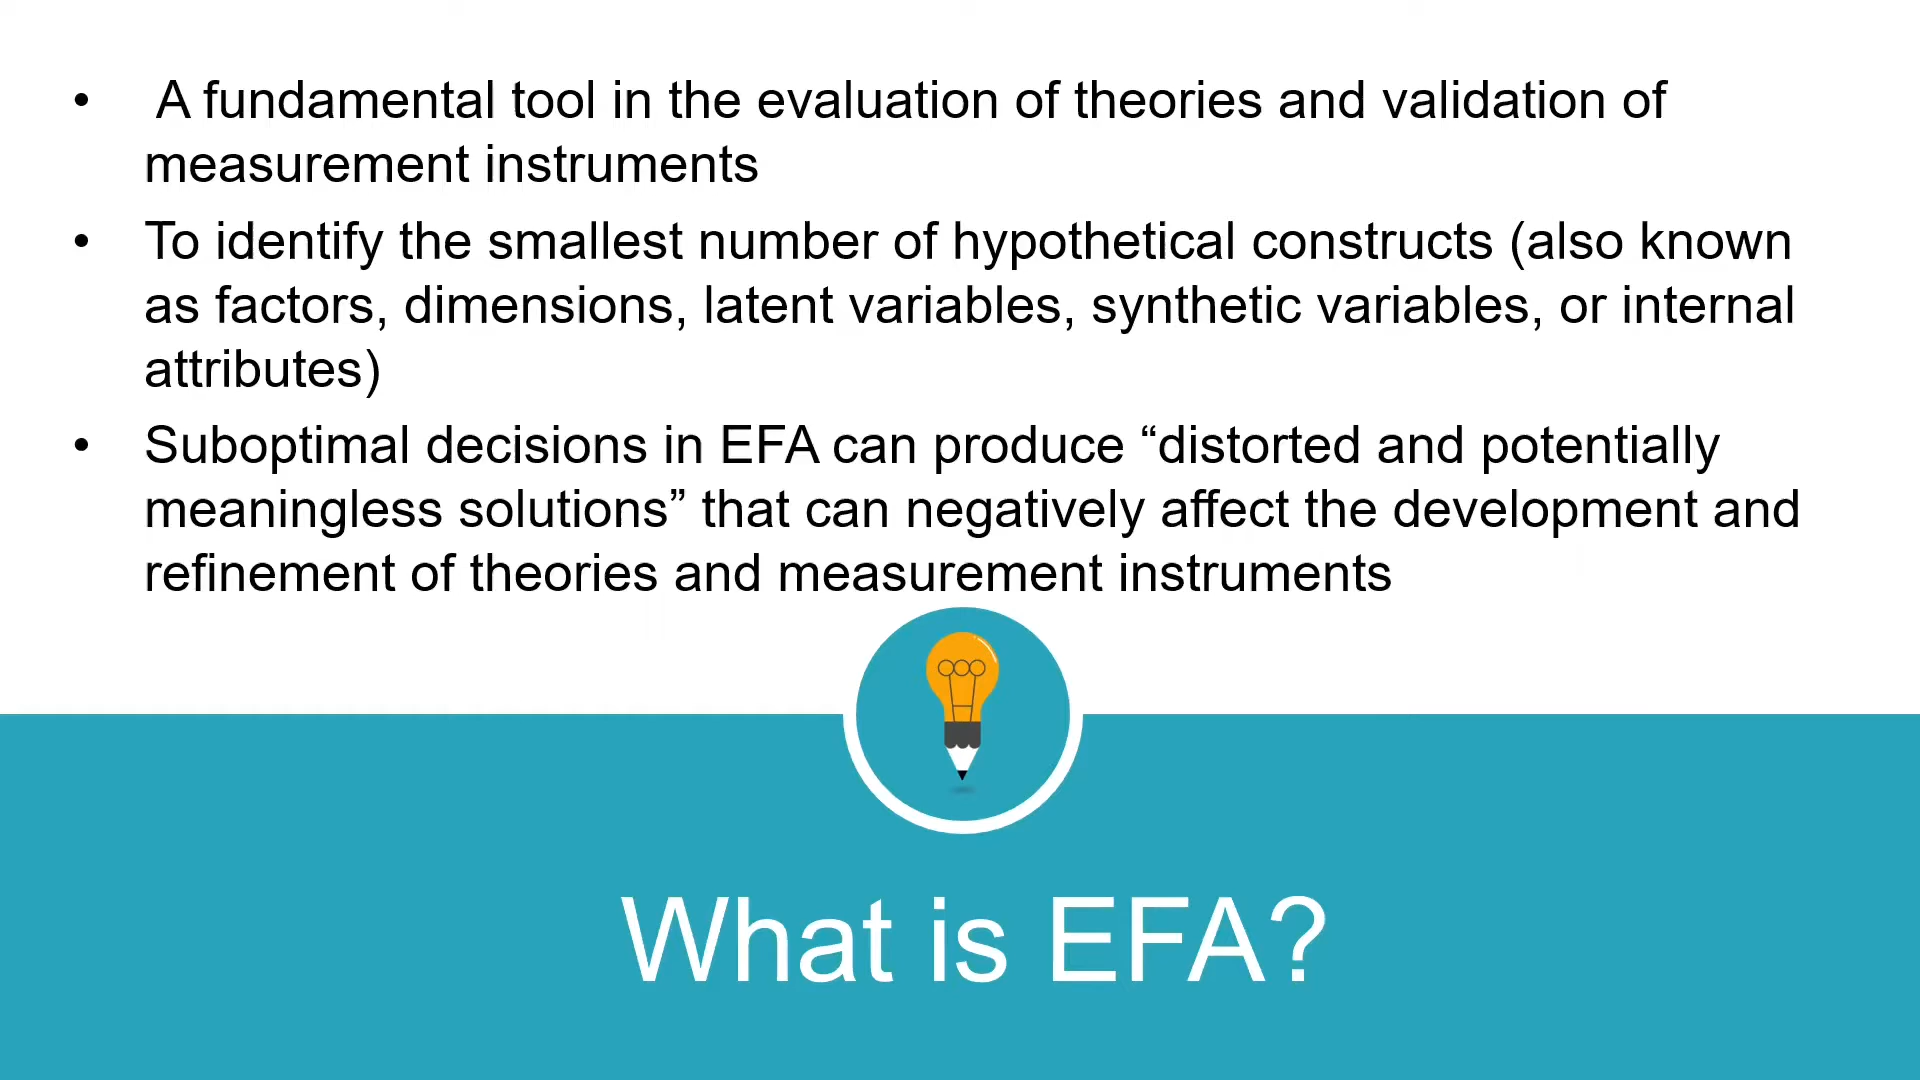 • A fundamental tool in the evaluation of theories and validation of
measurement instruments
• To identify the smallest number of hypothetical constructs (also known
as factors, dimensions, latent variables, synthetic variables, or internal
attributes)
• Suboptimal decisions in EFA can produce “distorted and potentially
meaningless solutions” that can negatively affect the development and
refinement of theories and measurement instruments
What is EFA?